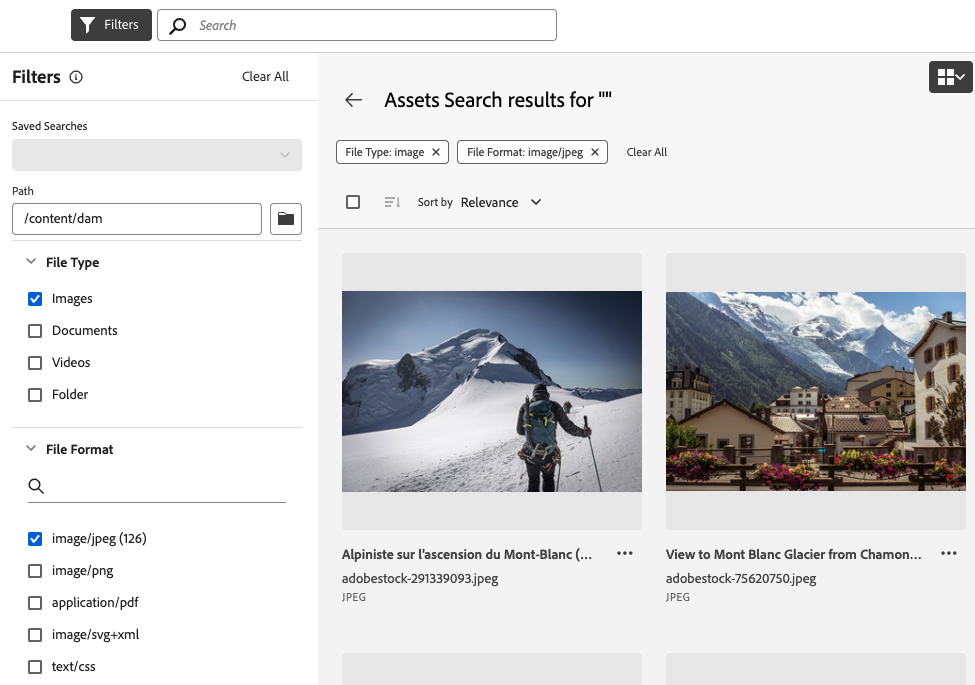 Filters
Search
Filters
Clear All
Saved Searches
Path
/content/dam
File Type
Images
Documents
Videos
Folder
File Format
image/jpeg (126)
image/png
application/pdf
image/svg+xml
text/css
Assets Search results for ""
File Type: image
File Format: image/jpeg
Clear All
Sort by Relevance
Alpiniste sur l'ascension du Mont-Blanc (...
adobestock-291339093.jpeg
JPEG
View to Mont Blanc Glacier from Chamon...
adobestock-75620750.jpeg
JPEG